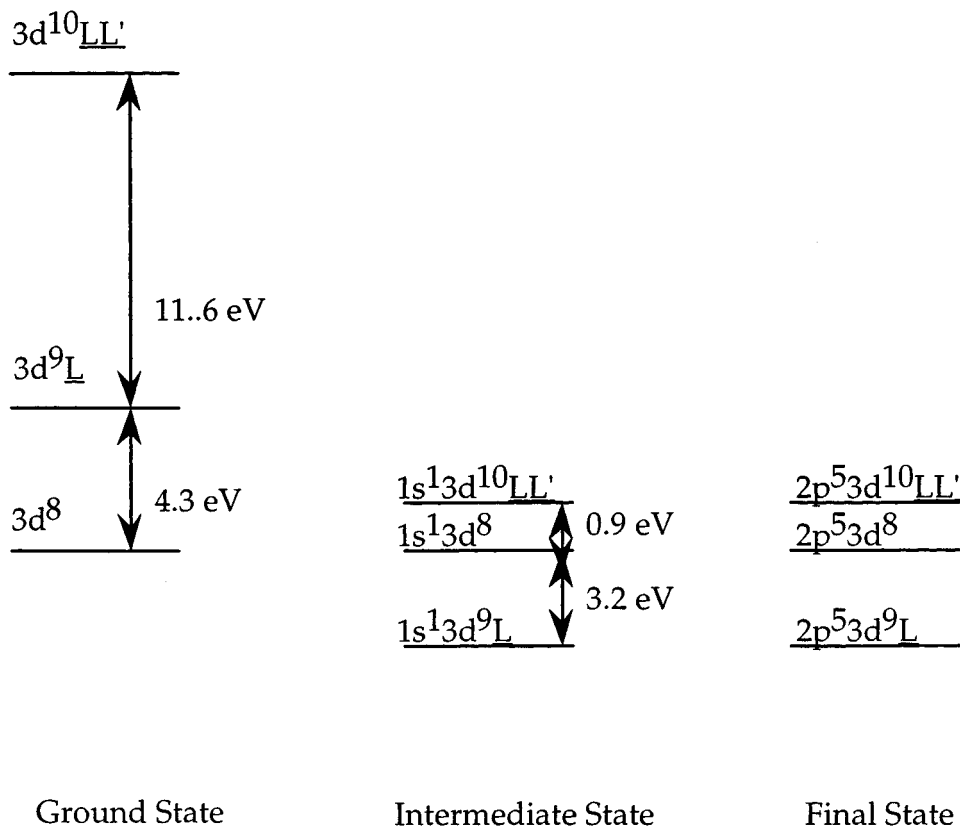 3d¹⁰LL'
11..6 eV
3d⁹L
4.3 eV
3d⁸
1s¹3d¹⁰LL'
0.9 eV
1s¹3d⁸
3.2 eV
1s¹3d⁹L
2p⁵3d¹⁰LL'
2p⁵3d⁸
2p⁵3d⁹L
Ground State
Intermediate State
Final State